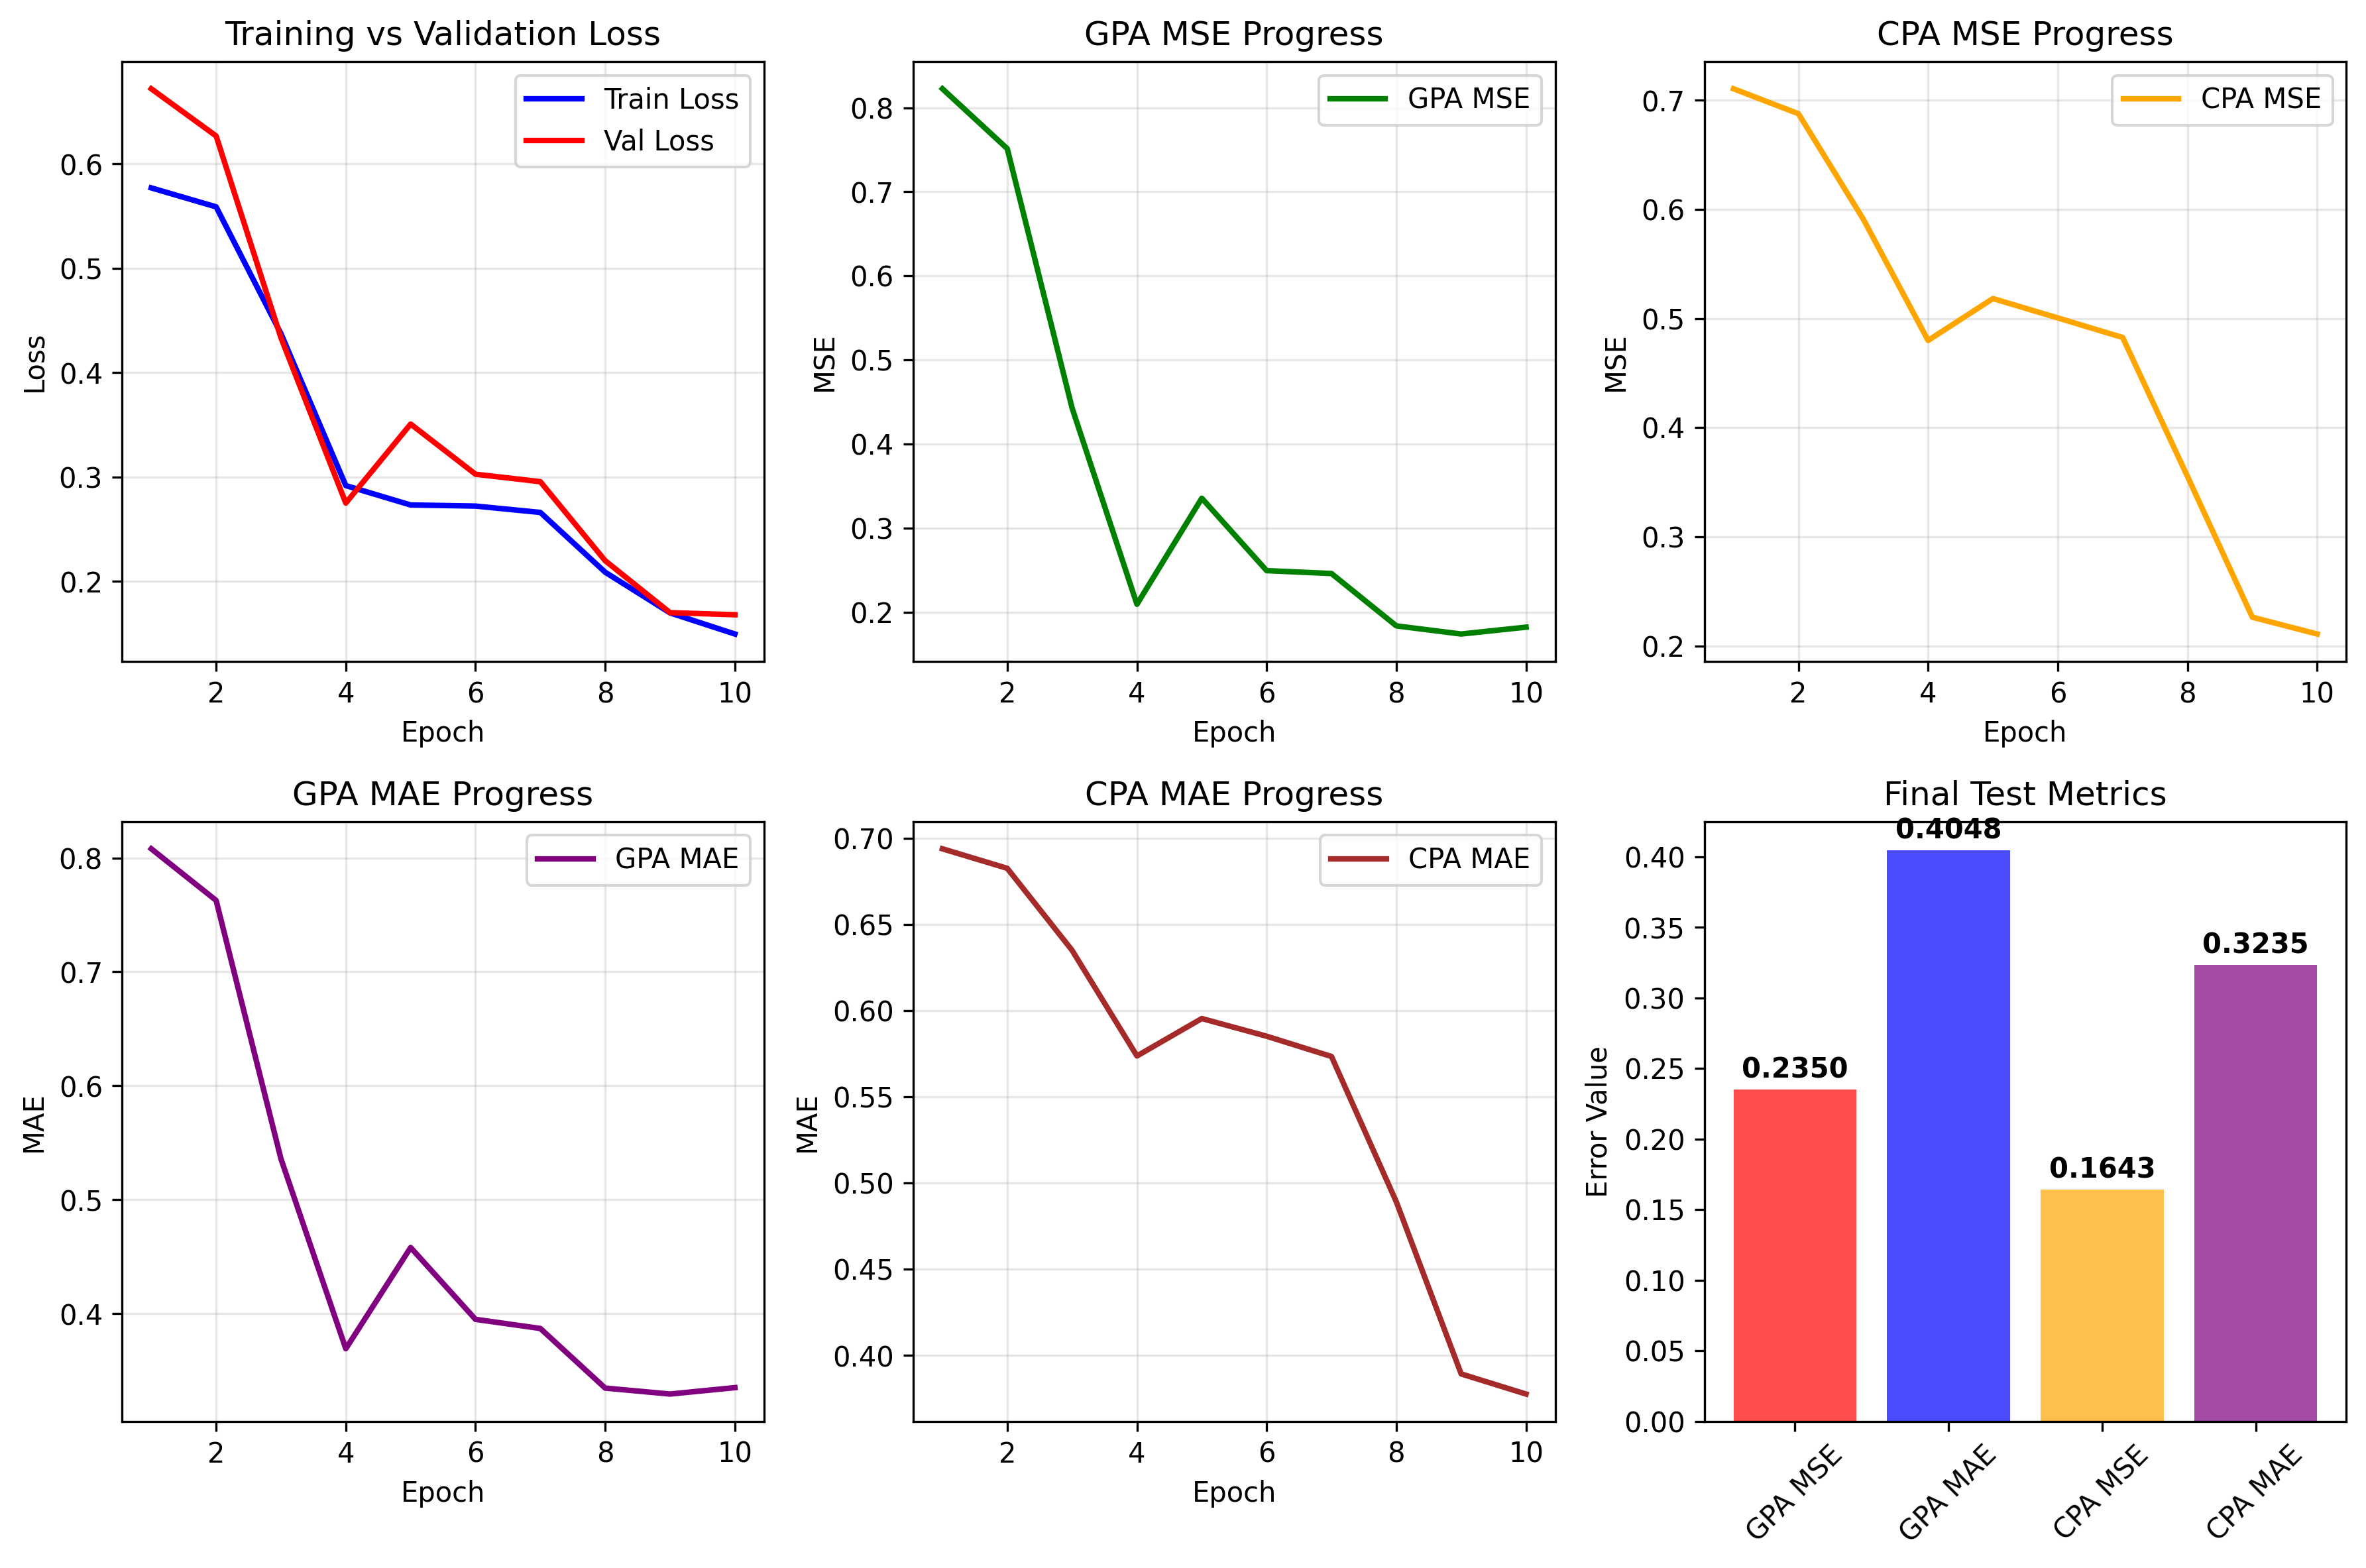 Training vs Validation Loss
Train Loss
Val Loss
0.6
0.5
0.4
0.3
0.2
Loss
2 4 6 8 10
Epoch
GPA MSE Progress
GPA MSE
0.8
0.7
0.6
0.5
0.4
0.3
0.2
MSE
2 4 6 8 10
Epoch
CPA MSE Progress
CPA MSE
0.7
0.6
0.5
0.4
0.3
0.2
MSE
2 4 6 8 10
Epoch
GPA MAE Progress
GPA MAE
0.8
0.7
0.6
0.5
0.4
MAE
2 4 6 8 10
Epoch
CPA MAE Progress
CPA MAE
0.70
0.65
0.60
0.55
0.50
0.45
0.40
MAE
2 4 6 8 10
Epoch
Final Test Metrics
0.4048
0.3235
0.2350
0.1643
0.40
0.35
0.30
0.25
0.20
0.15
0.10
0.05
0.00
Error Value
GPA MSE
GPA MAE
CPA MSE
CPA MAE